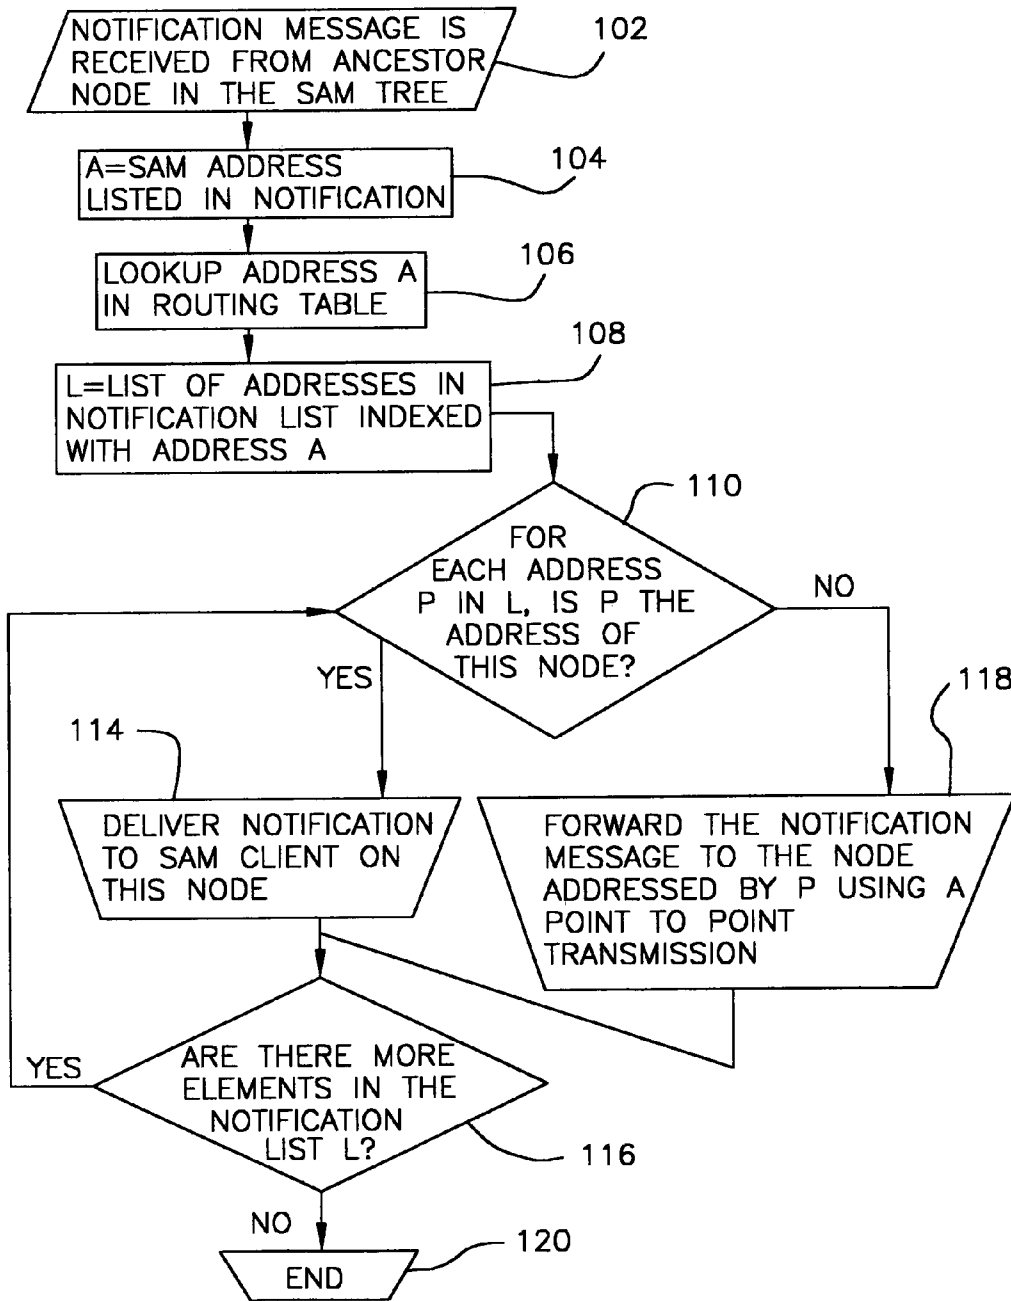 NOTIFICATION MESSAGE IS
RECEIVED FROM ANCESTOR
NODE IN THE SAM TREE
102
A=SAM ADDRESS
LISTED IN NOTIFICATION
104
LOOKUP ADDRESS A
IN ROUTING TABLE
106
L=LIST OF ADDRESSES IN
NOTIFICATION LIST INDEXED
WITH ADDRESS A
108
FOR
EACH ADDRESS
P IN L, IS P THE
ADDRESS OF
THIS NODE?
110
NO
YES
114
DELIVER NOTIFICATION
TO SAM CLIENT ON
THIS NODE
118
FORWARD THE NOTIFICATION
MESSAGE TO THE NODE
ADDRESSED BY P USING A
POINT TO POINT
TRANSMISSION
ARE THERE MORE
ELEMENTS IN THE
NOTIFICATION
LIST L?
YES
116
NO
END
120